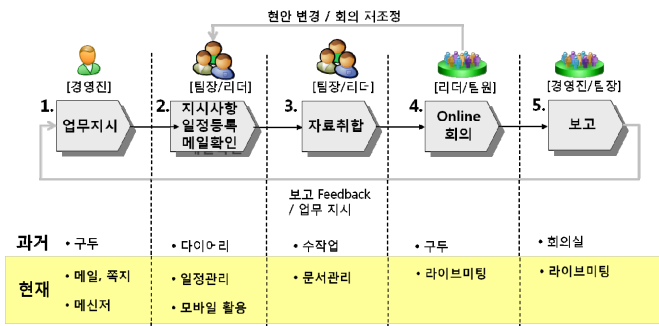 현안 변경 / 회의 재조정
[경영진]
[팀장/리더]
[팀장/리더]
[리더/팀원]
[경영진/팀장]
1.
업무지시
2.
지시사항
일정등록
메일확인
3.
자료취합
4.
Online
회의
5.
보고
보고 Feedback
/ 업무 지시
과거
• 구두
• 다이어리
• 수작업
• 구두
• 회의실
현재
• 메일, 쪽지
• 메신저
• 일정관리
• 모바일 활용
• 문서관리
• 라이브미팅
• 라이브미팅